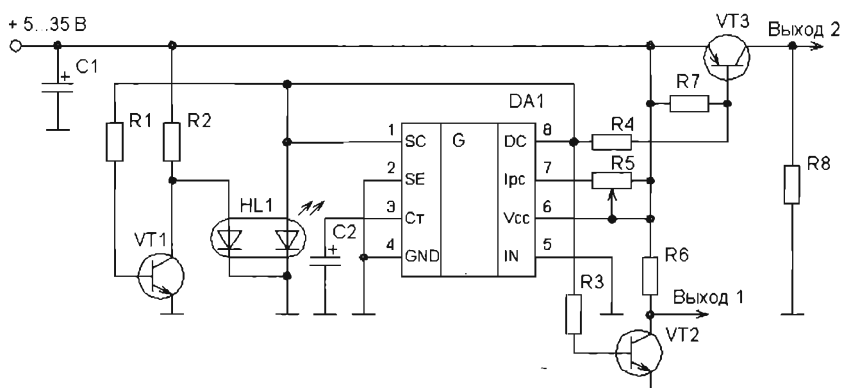 + 5...35 В
VT3
Выход 2
C1
R7
DA1
R1
R2
1
SC
G
DC
8
R4
2
SE
Ipc
7
R5
R8
HL1
3
Cт
Vcc
6
VT1
C2
4
GND
IN
5
R3
R6
Выход 1
VT2